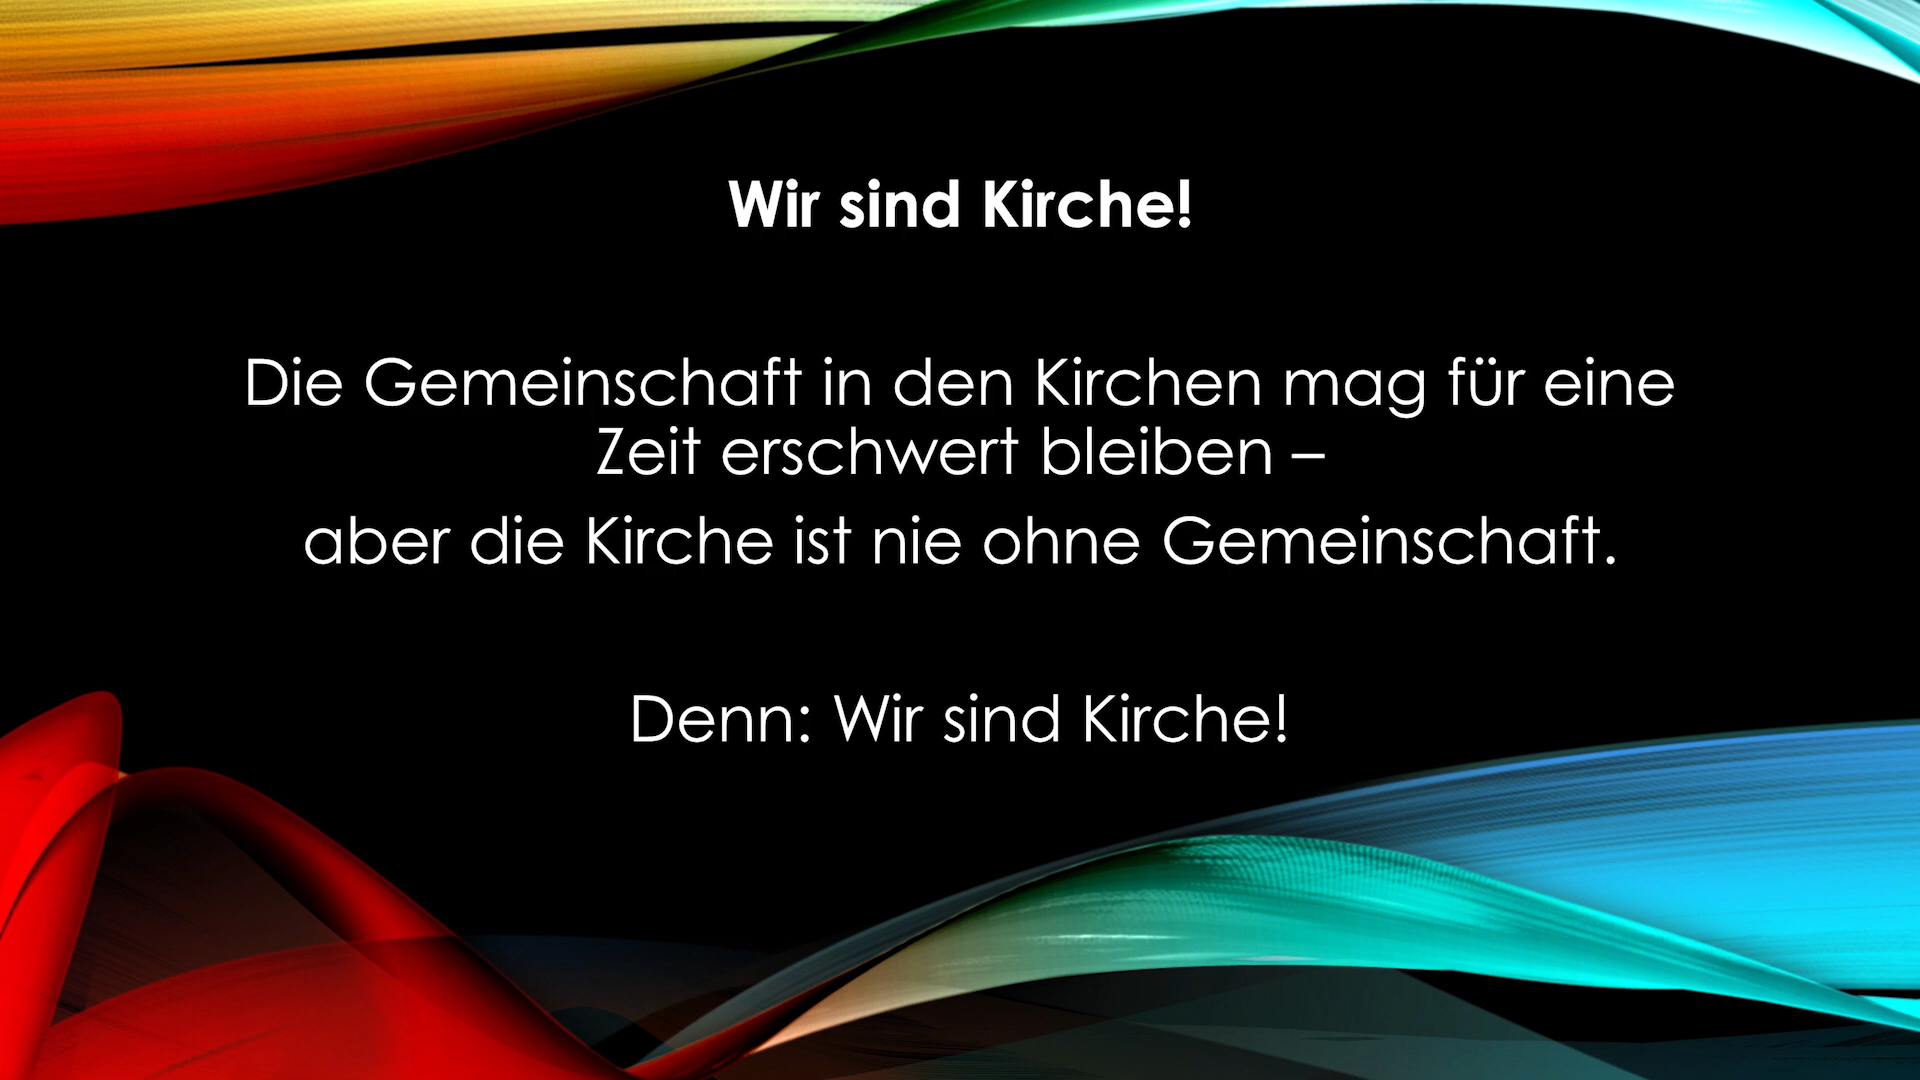 Wir sind Kirche!
Die Gemeinschaft in den Kirchen mag für eine
Zeit erschwert bleiben –
aber die Kirche ist nie ohne Gemeinschaft.
Denn: Wir sind Kirche!